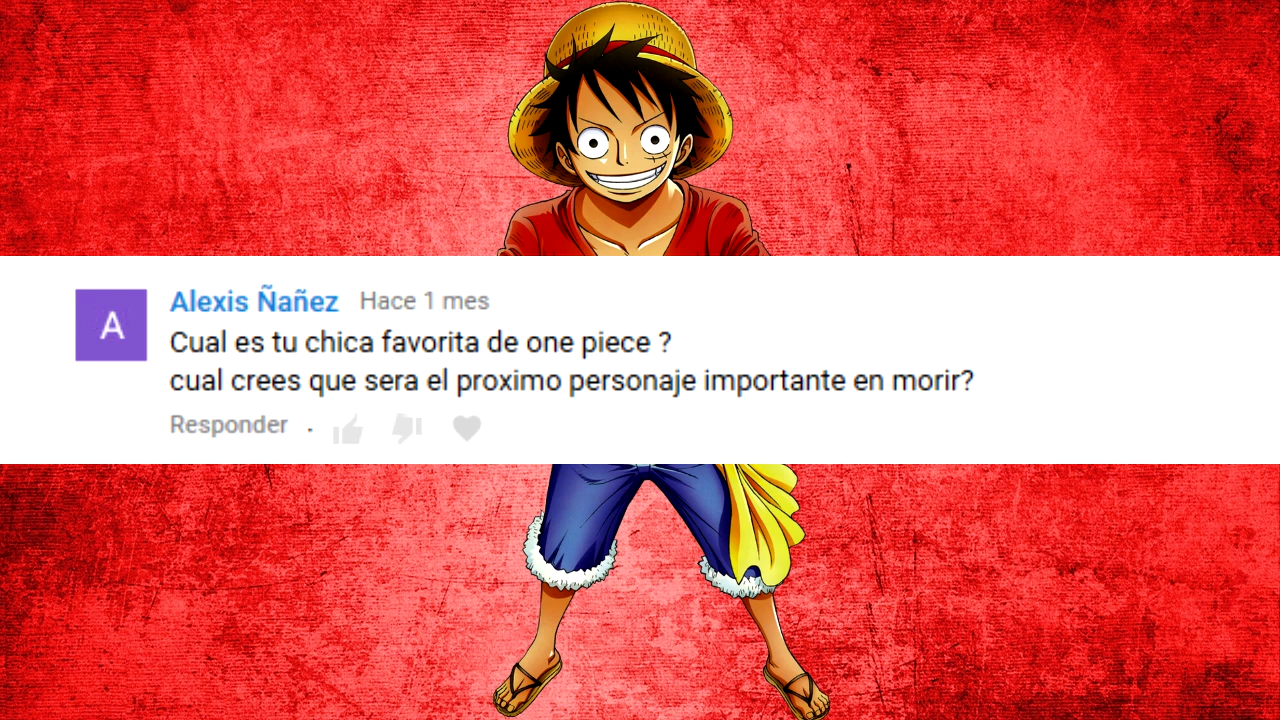 A
Alexis Ñañez Hace 1 mes
Cual es tu chica favorita de one piece ?
cual crees que sera el proximo personaje importante en morir?
Responder .